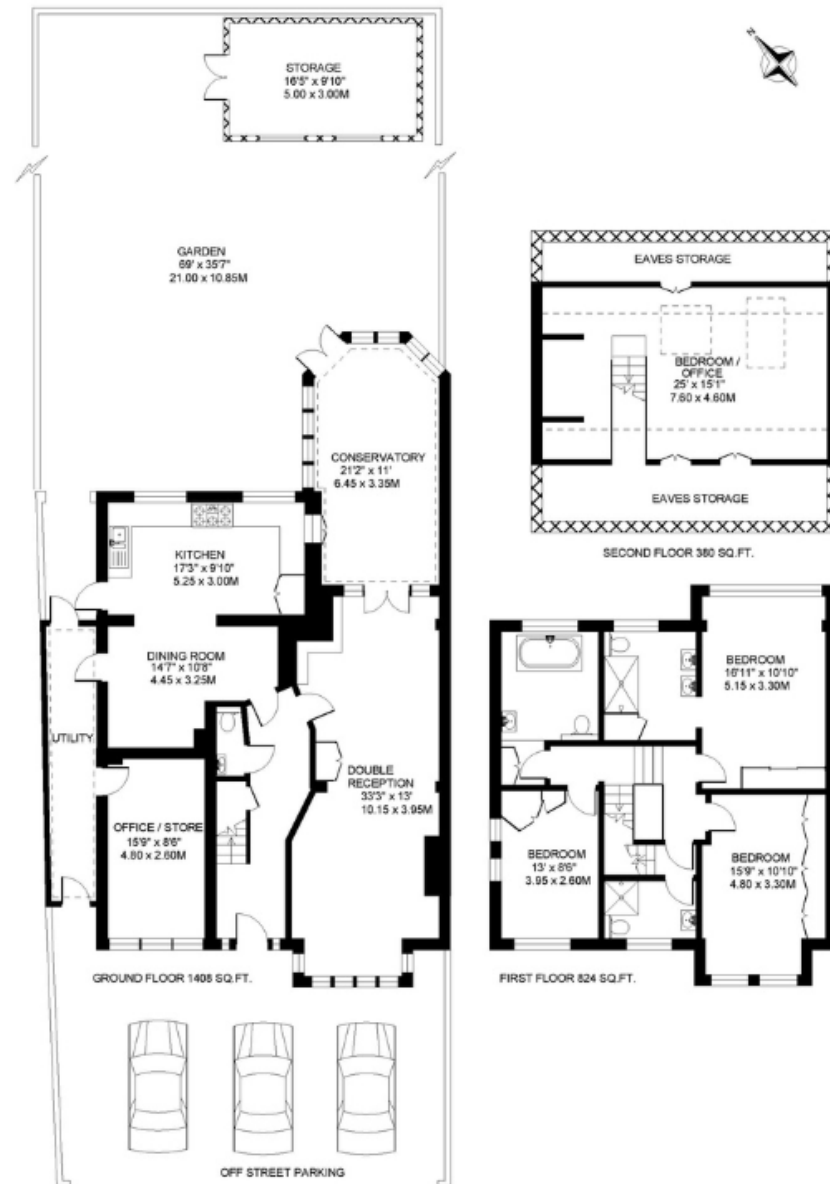 STORAGE
16'5" x 9'10"
5.00 x 3.00M
N
GARDEN
69' x 35'7"
21.00 x 10.85M
EAVES STORAGE
BEDROOM /
OFFICE
25' x 15'1"
7.60 x 4.60M
EAVES STORAGE
SECOND FLOOR 380 SQ.FT.
CONSERVATORY
21'2" x 11'
6.45 x 3.35M
KITCHEN
17'3" x 9'10"
5.25 x 3.00M
DINING ROOM
14'7" x 10'8"
4.45 x 3.25M
UTILITY
DOUBLE
RECEPTION
33'3" x 13'
10.15 x 3.95M
OFFICE / STORE
15'9" x 8'6"
4.80 x 2.60M
GROUND FLOOR 1408 SQ.FT.
BEDROOM
16'11" x 10'10"
5.15 x 3.30M
BEDROOM
13' x 8'6"
3.95 x 2.60M
BEDROOM
15'9" x 10'10"
4.80 x 3.30M
FIRST FLOOR 824 SQ.FT.
OFF STREET PARKING